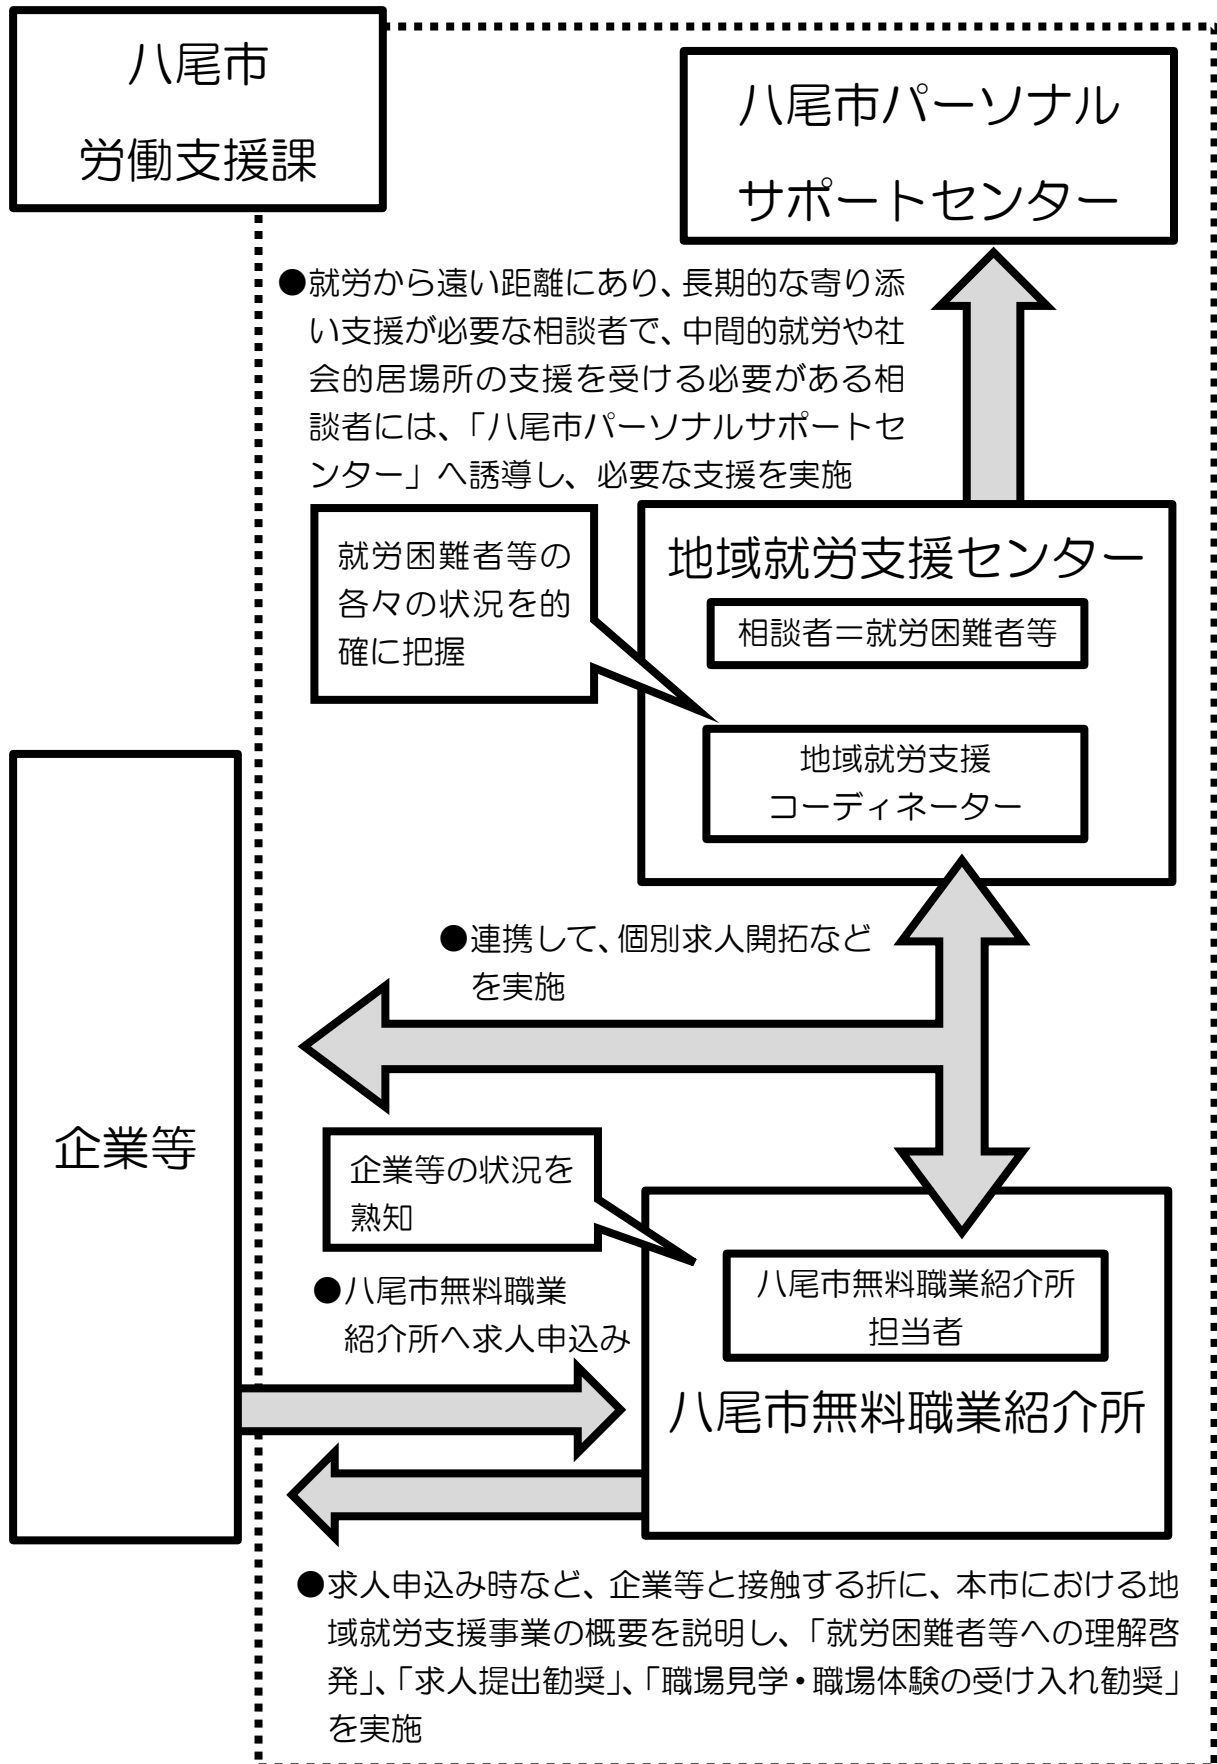 八尾市
労働支援課
八尾市パーソナル
サポートセンター
●就労から遠い距離にあり、長期的な寄り添
い支援が必要な相談者で、中間的就労や社
会的居場所の支援を受ける必要がある相
談者には、「八尾市パーソナルサポートセ
ンター」へ誘導し、必要な支援を実施
就労困難者等の
各々の状況を的
確に把握
地域就労支援センター
相談者＝就労困難者等
地域就労支援
コーディネーター
●連携して、個別求人開拓など
を実施
企業等
企業等の状況を
熟知
●八尾市無料職業
紹介所へ求人申込み
八尾市無料職業紹介所
担当者
八尾市無料職業紹介所
●求人申込み時など、企業等と接触する折に、本市における地
域就労支援事業の概要を説明し、「就労困難者等への理解啓
発」、「求人提出勧奨」、「職場見学・職場体験の受け入れ勧奨」
を実施